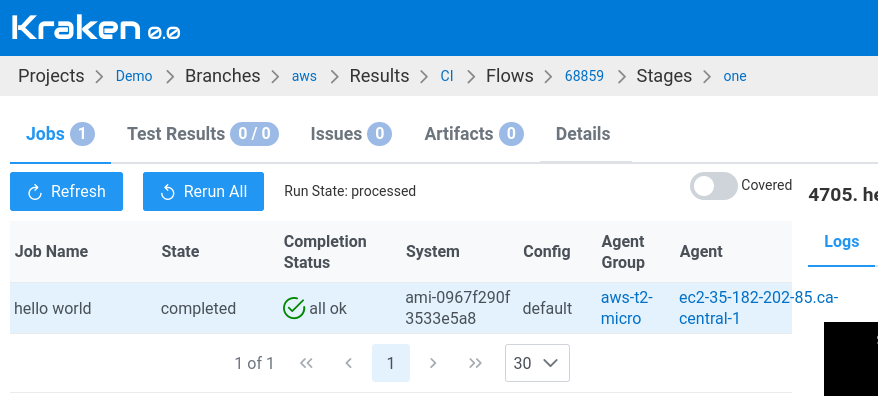 Kraken 0.0
Projects > Demo > Branches > aws > Results > CI > Flows > 68859 > Stages > one
Jobs 1 Test Results 0 / 0 Issues 0 Artifacts 0 Details
Refresh Rerun All Run State: processed Covered
4705. he
Logs
Job Name State Completion Status System Config Agent Group Agent
hello world completed all ok ami-0967f290f3533e5a8 default aws-t2-micro ec2-35-182-202-85.ca-central-1
1 of 1 << < 1 > >> 30